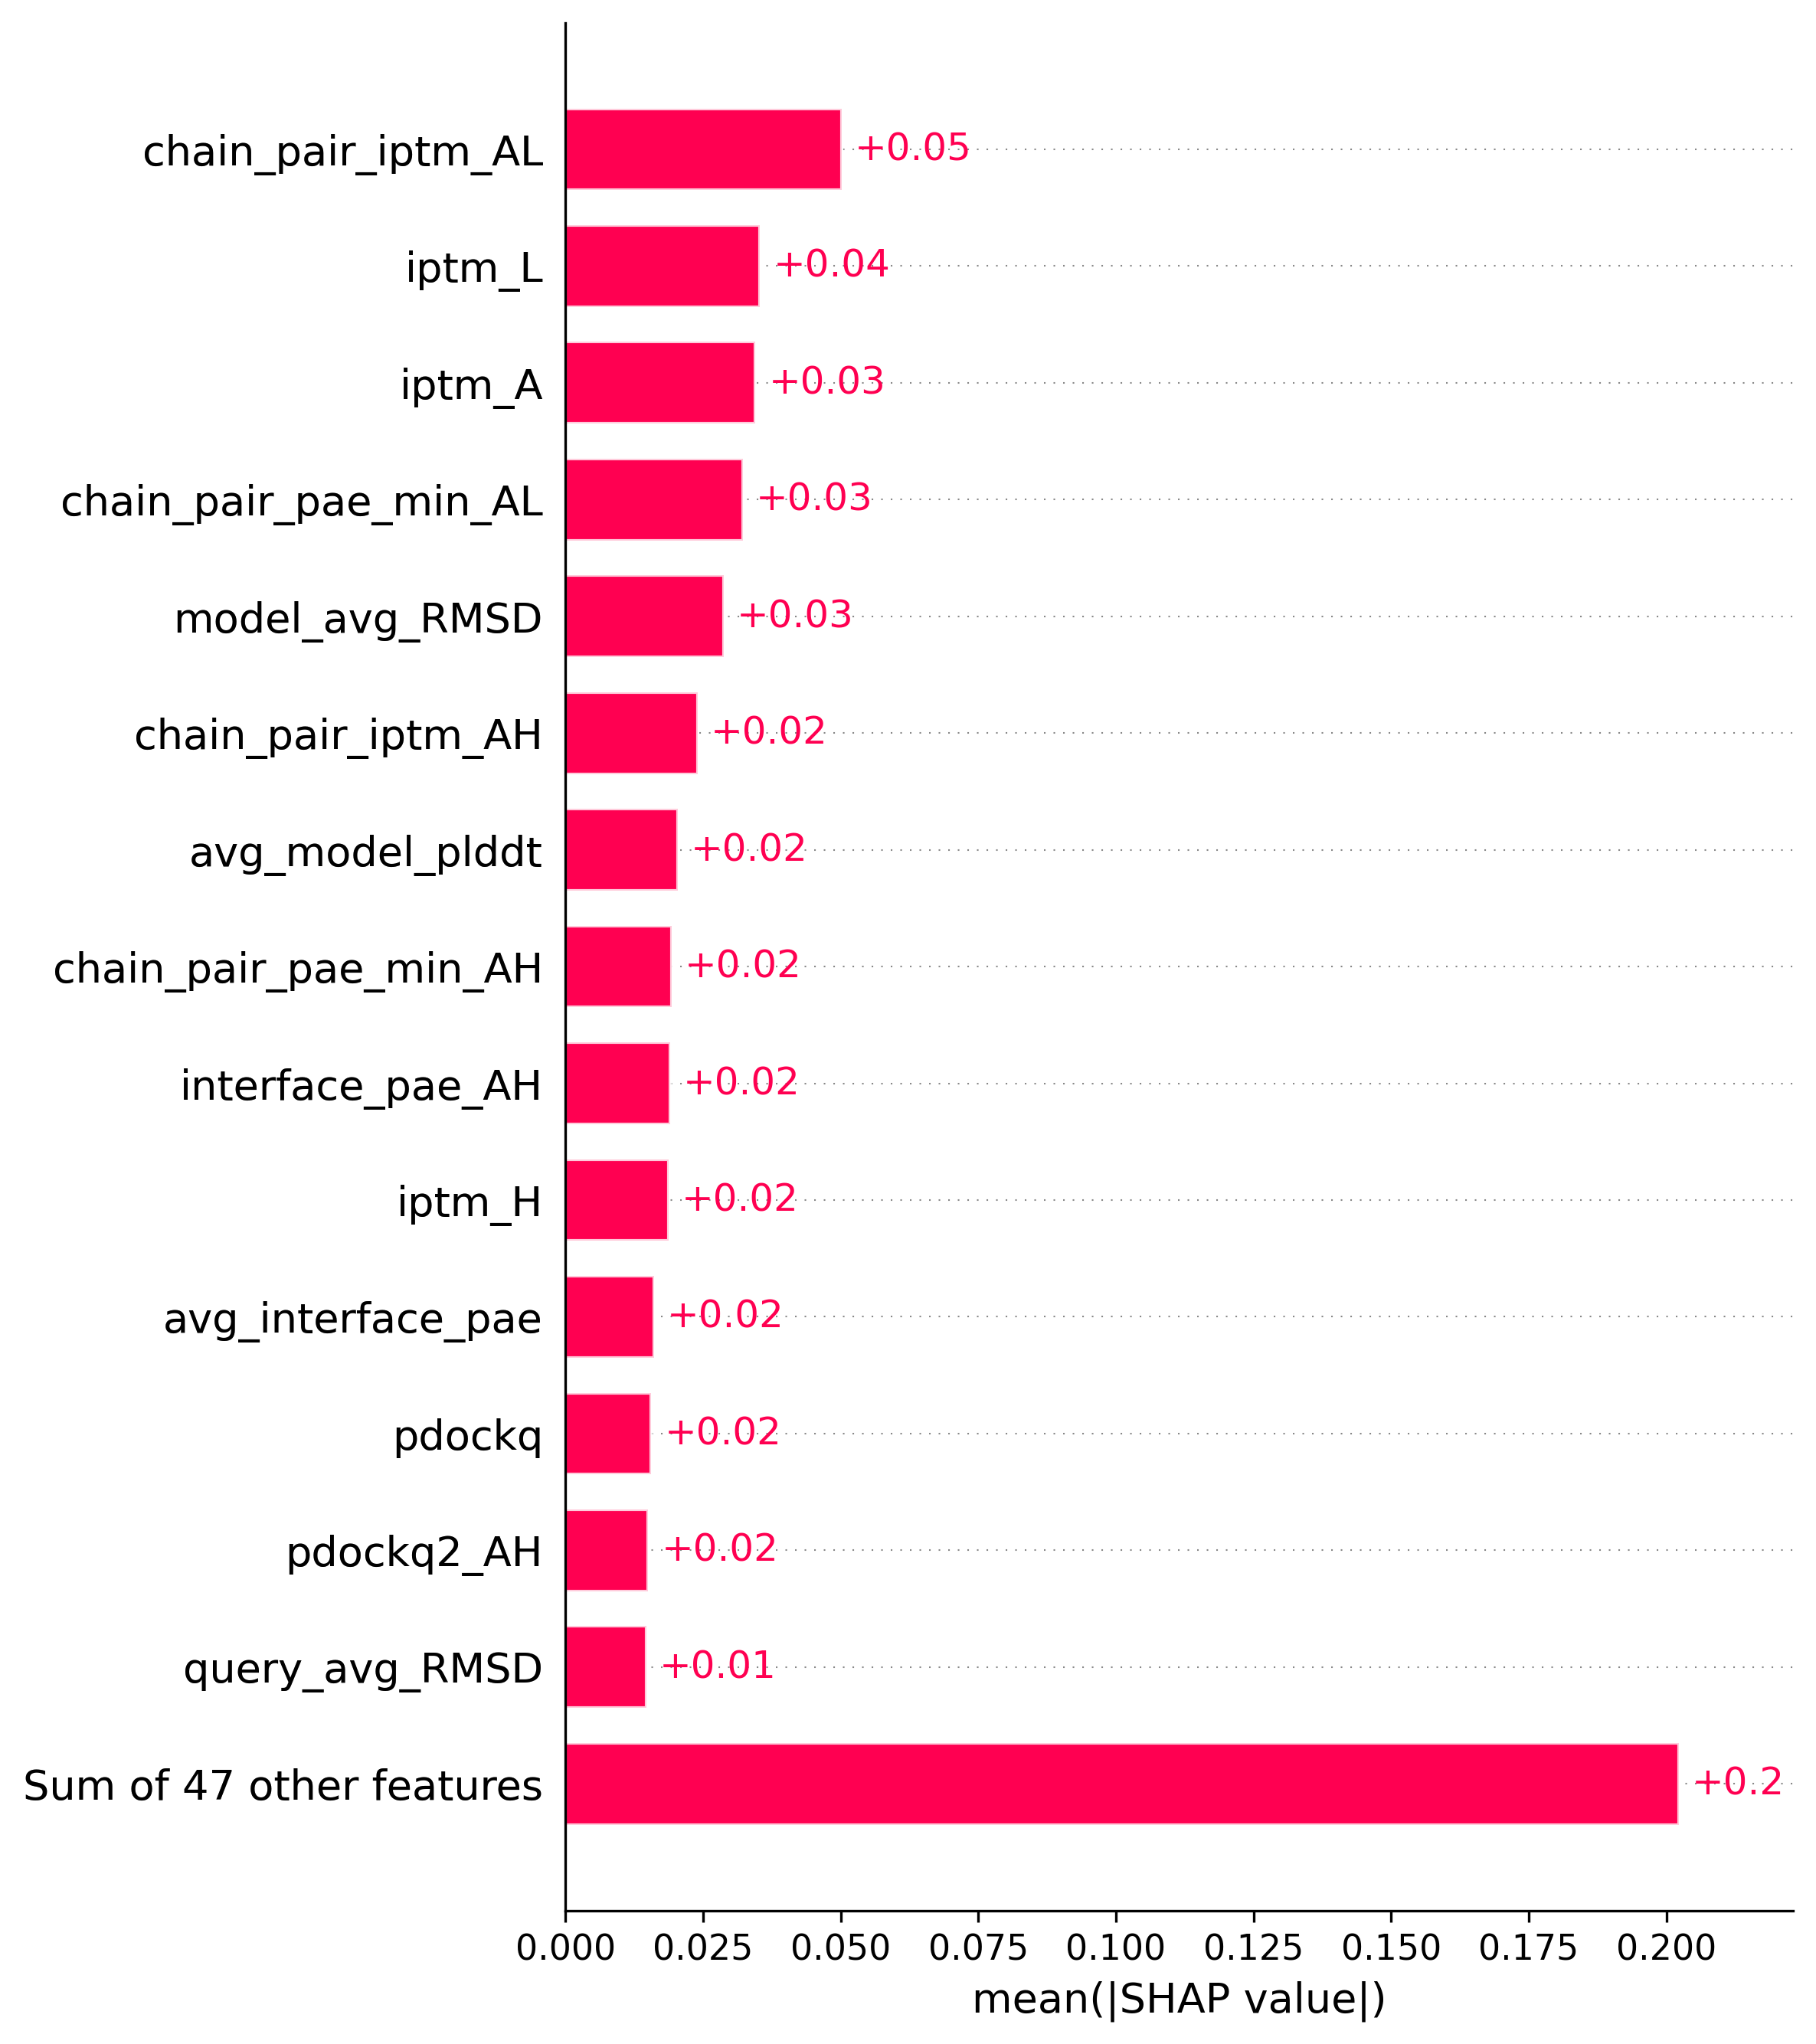 chain_pair_iptm_AL +0.05
iptm_L +0.04
iptm_A +0.03
chain_pair_pae_min_AL +0.03
model_avg_RMSD +0.03
chain_pair_iptm_AH +0.02
avg_model_plddt +0.02
chain_pair_pae_min_AH +0.02
interface_pae_AH +0.02
iptm_H +0.02
avg_interface_pae +0.02
pdockq +0.02
pdockq2_AH +0.02
query_avg_RMSD +0.01
Sum of 47 other features +0.2
0.000 0.025 0.050 0.075 0.100 0.125 0.150 0.175 0.200
mean(|SHAP value|)